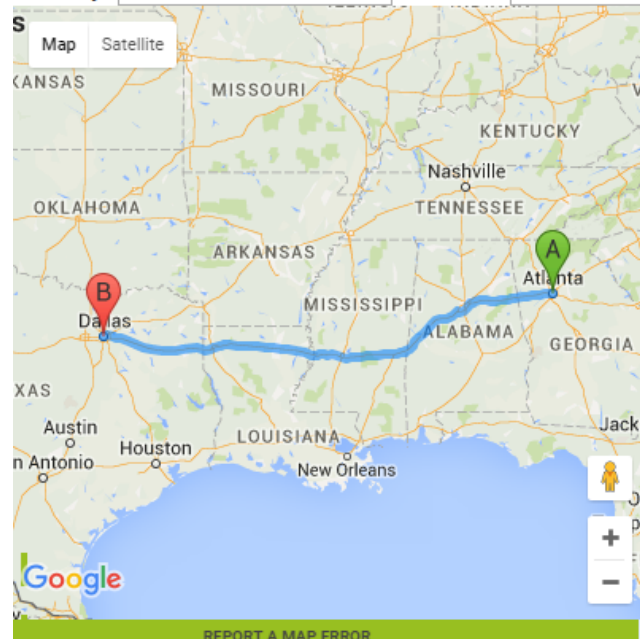 s
Map
Satellite
KANSAS
MISSOURI
KENTUCKY
Nashville
TENNESSEE
OKLAHOMA
ARKANSAS
A
Atlanta
B
Dallas
MISSISSIPPI
ALABAMA
GEORGIA
XAS
Austin
Houston
LOUISIANA
Jack
n Antonio
New Orleans
+
−
Google
REPORT A MAP ERROR